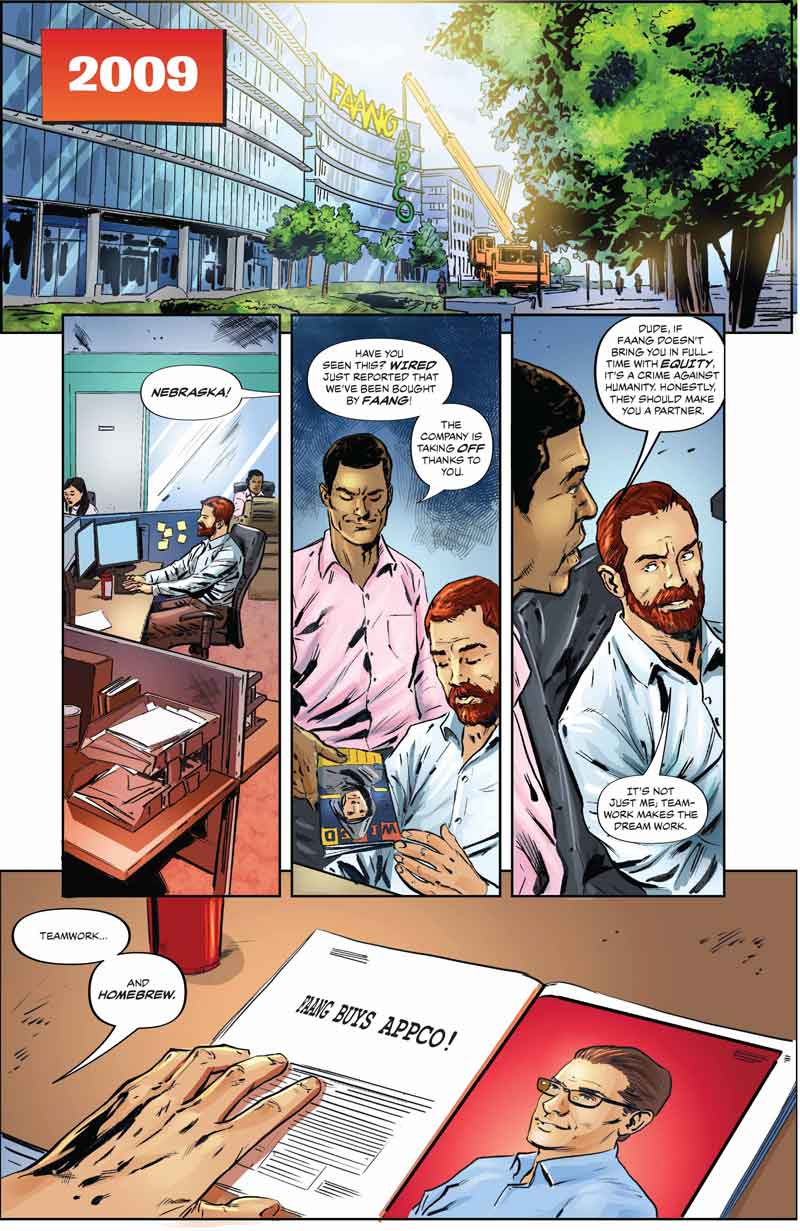 2009
FAANG
APPCO
NEBRASKA!
HAVE YOU
SEEN THIS? WIRED
JUST REPORTED THAT
WE'VE BEEN BOUGHT
BY FAANG!
THE
COMPANY IS
TAKING OFF
THANKS TO
YOU.
WIRED
DUDE, IF
FAANG DOESN'T
BRING YOU IN FULL-
TIME WITH EQUITY,
IT'S A CRIME AGAINST
HUMANITY. HONESTLY,
THEY SHOULD MAKE
YOU A PARTNER.
IT'S NOT
JUST ME; TEAM-
WORK MAKES THE
DREAM WORK.
TEAMWORK...
AND
HOMEBREW.
FAANG BUYS APPCO!